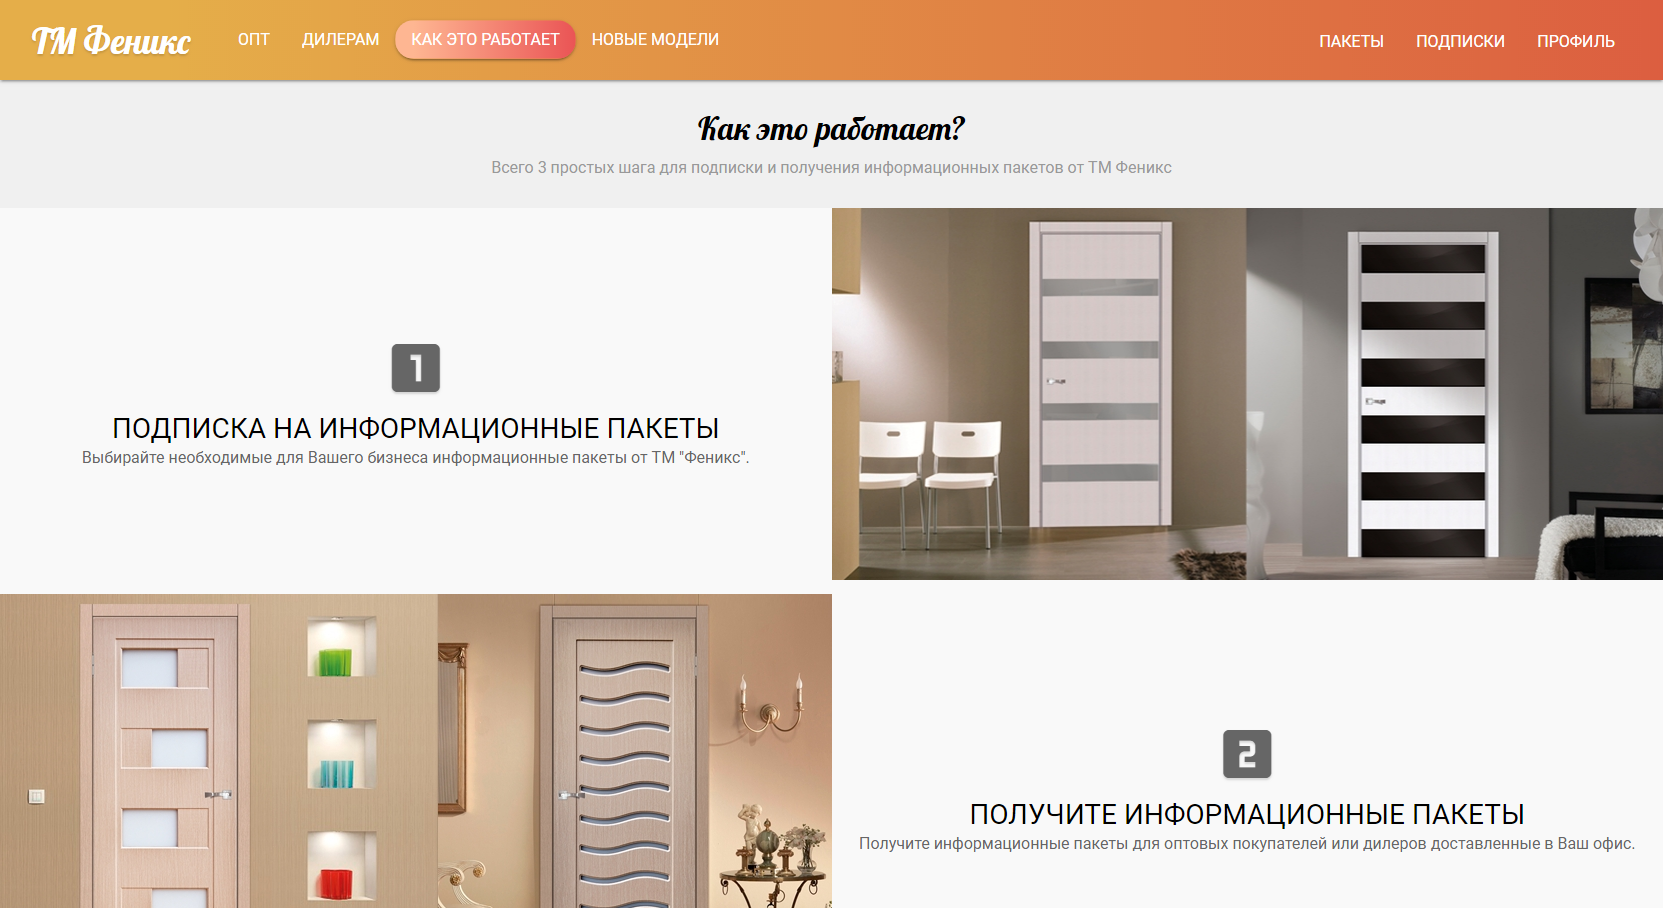 ТМ Феникс
ОПТ
ДИЛЕРАМ
КАК ЭТО РАБОТАЕТ
НОВЫЕ МОДЕЛИ
ПАКЕТЫ
ПОДПИСКИ
ПРОФИЛЬ
Как это работает?
Всего 3 простых шага для подписки и получения информационных пакетов от ТМ Феникс
1
ПОДПИСКА НА ИНФОРМАЦИОННЫЕ ПАКЕТЫ
Выбирайте необходимые для Вашего бизнеса информационные пакеты от ТМ "Феникс".
2
ПОЛУЧИТЕ ИНФОРМАЦИОННЫЕ ПАКЕТЫ
Получите информационные пакеты для оптовых покупателей или дилеров доставленные в Ваш офис.